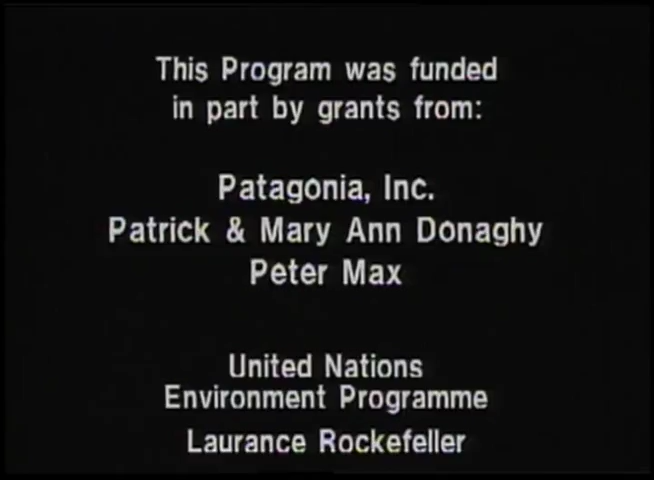 This Program was funded
in part by grants from:
Patagonia, Inc.
Patrick & Mary Ann Donaghy
Peter Max
United Nations
Environment Programme
Laurance Rockefeller